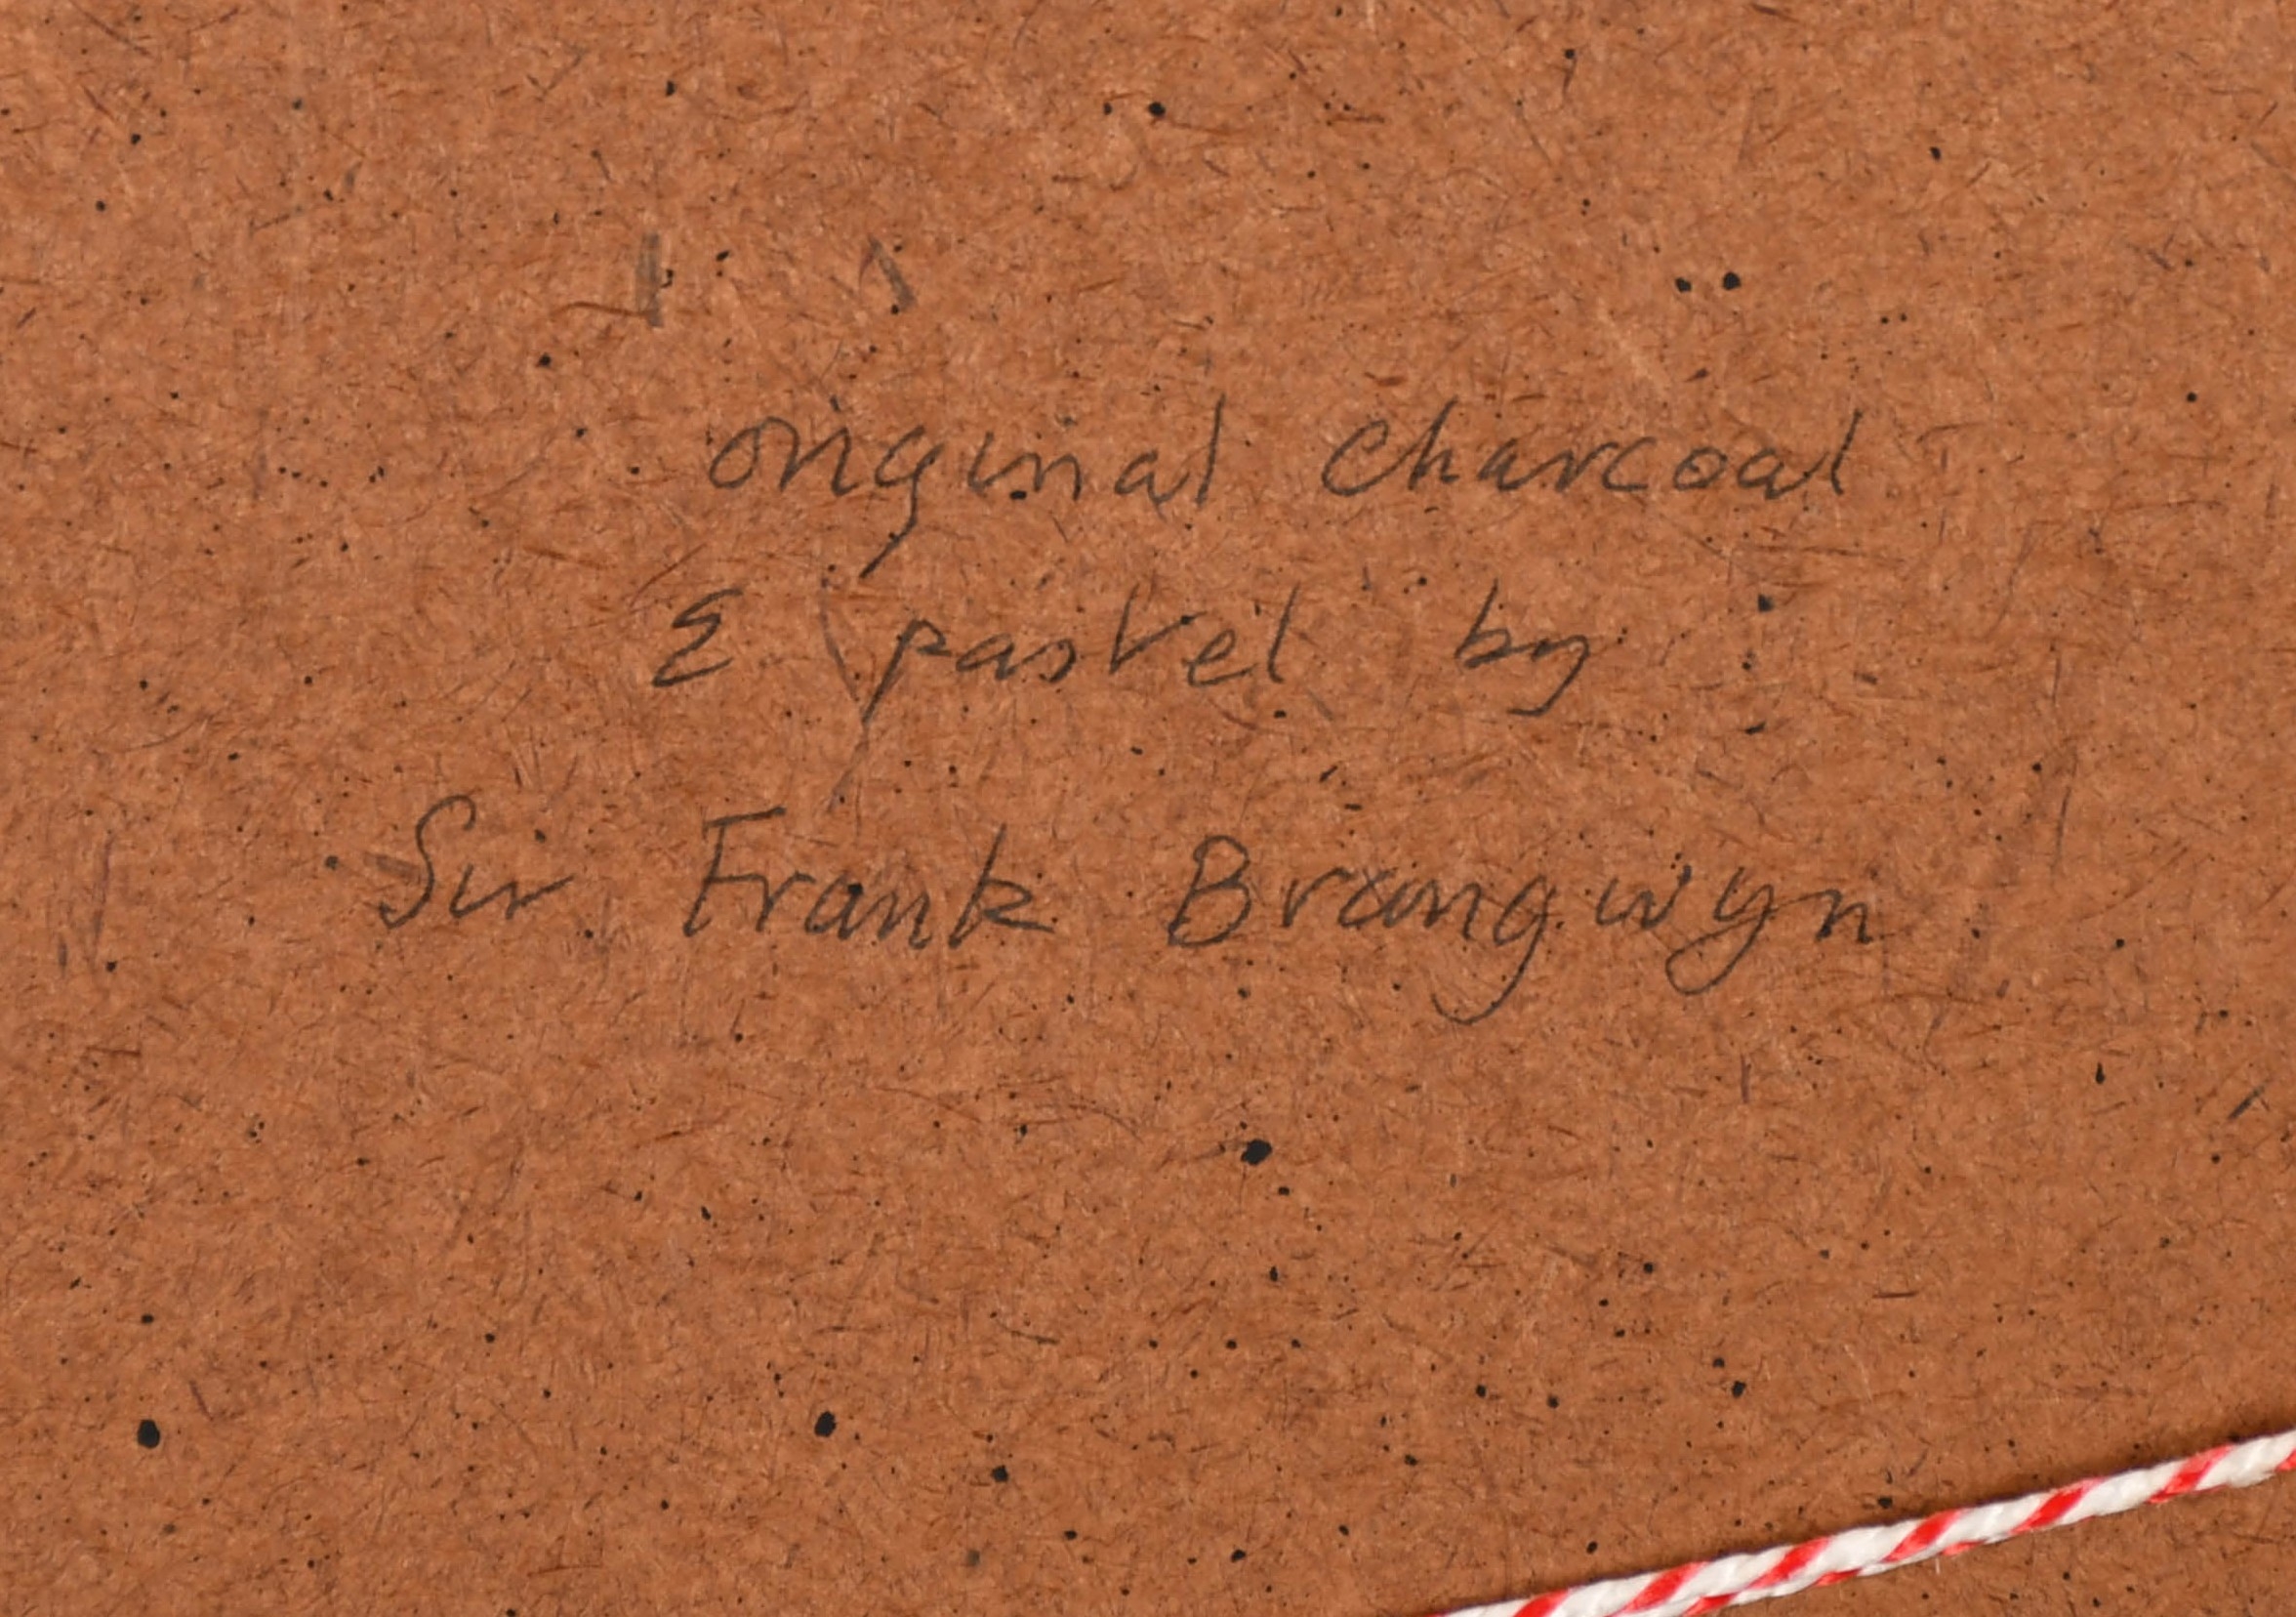 original charcoal
& pastel by
Sir Frank Brangwyn